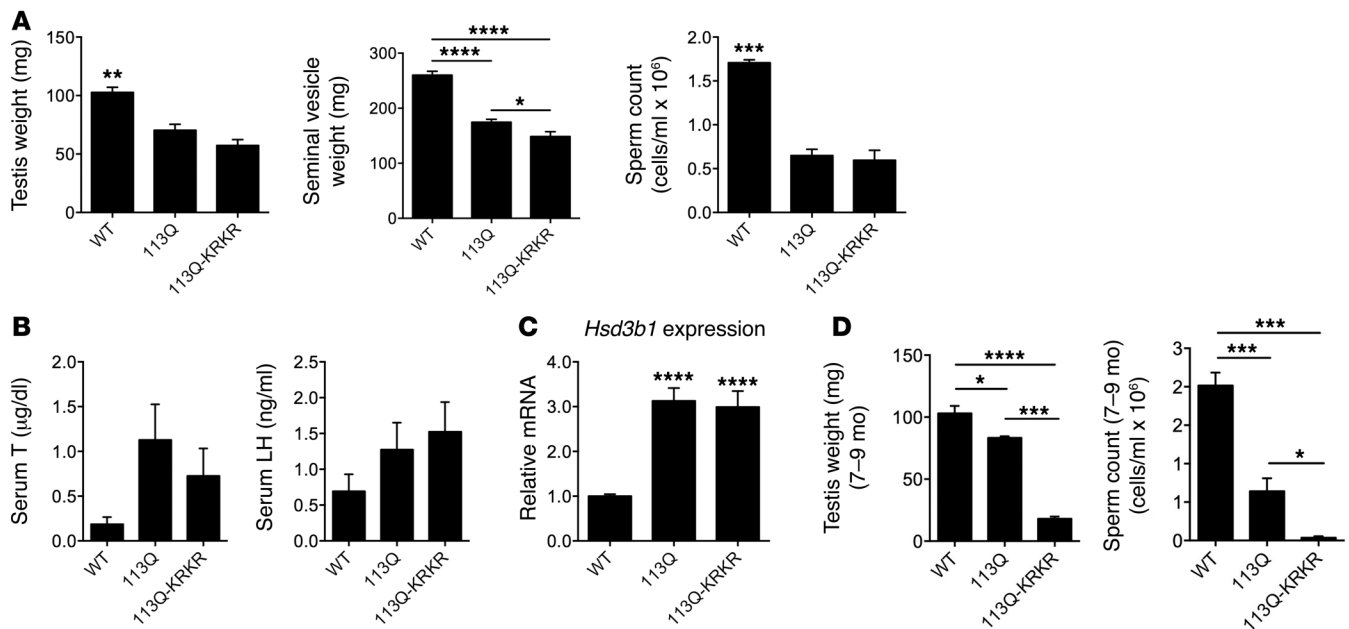 A
Testis weight (mg)
150
100
50
0
**
WT
113Q
113Q-KRKR
Seminal vesicle
weight (mg)
300
200
100
0
****
****
*
WT
113Q
113Q-KRKR
Sperm count
(cells/ml x 10⁶)
2.0
1.5
1.0
0.5
0.0
***
WT
113Q
113Q-KRKR
B
Serum T (μg/dl)
2.0
1.5
1.0
0.5
0.0
WT
113Q
113Q-KRKR
Serum LH (ng/ml)
2.5
2.0
1.5
1.0
0.5
0.0
WT
113Q
113Q-KRKR
C
Hsd3b1 expression
Relative mRNA
4.0
3.0
2.0
1.0
0.0
****
****
WT
113Q
113Q-KRKR
D
Testis weight (mg)
(7–9 mo)
150
100
50
0
****
*
***
WT
113Q
113Q-KRKR
Sperm count (7–9 mo)
(cells/ml x 10⁶)
3
2
2
1
1
0
***
***
*
WT
113Q
113Q-KRKR